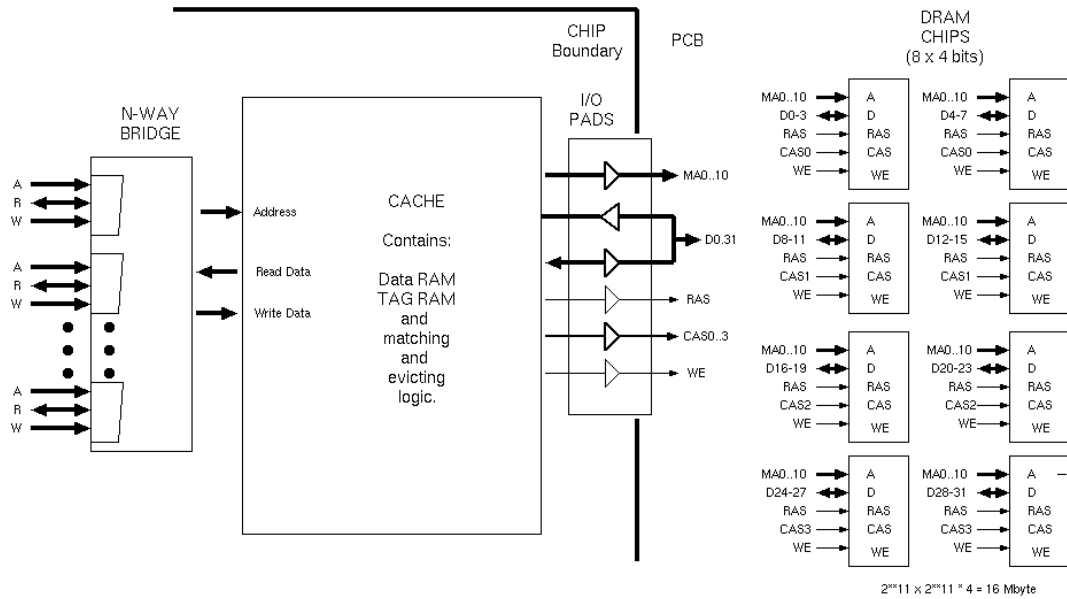 CHIP
Boundary
PCB
DRAM
CHIPS
(8 x 4 bits)
N-WAY
BRIDGE
I/O
PADS
A
R
W
A
R
W
A
R
W
Address
Read Data
Write Data
CACHE
Contains:
Data RAM
TAG RAM
and
matching
and
evicting
logic.
MA0..10
D0.31
RAS
CAS0..3
WE
MA0..10 A
D0-3 D
RAS RAS
CAS0 CAS
WE WE
MA0..10 A
D4-7 D
RAS RAS
CAS0 CAS
WE WE
MA0..10 A
D8-11 D
RAS RAS
CAS1 CAS
WE WE
MA0..10 A
D12-15 D
RAS RAS
CAS1 CAS
WE WE
MA0..10 A
D16-19 D
RAS RAS
CAS2 CAS
WE WE
MA0..10 A
D20-23 D
RAS RAS
CAS2 CAS
WE WE
MA0..10 A
D24-27 D
RAS RAS
CAS3 CAS
WE WE
MA0..10 A
D28-31 D
RAS RAS
CAS3 CAS
WE WE
2**11 x 2**11 * 4 = 16 Mbyte